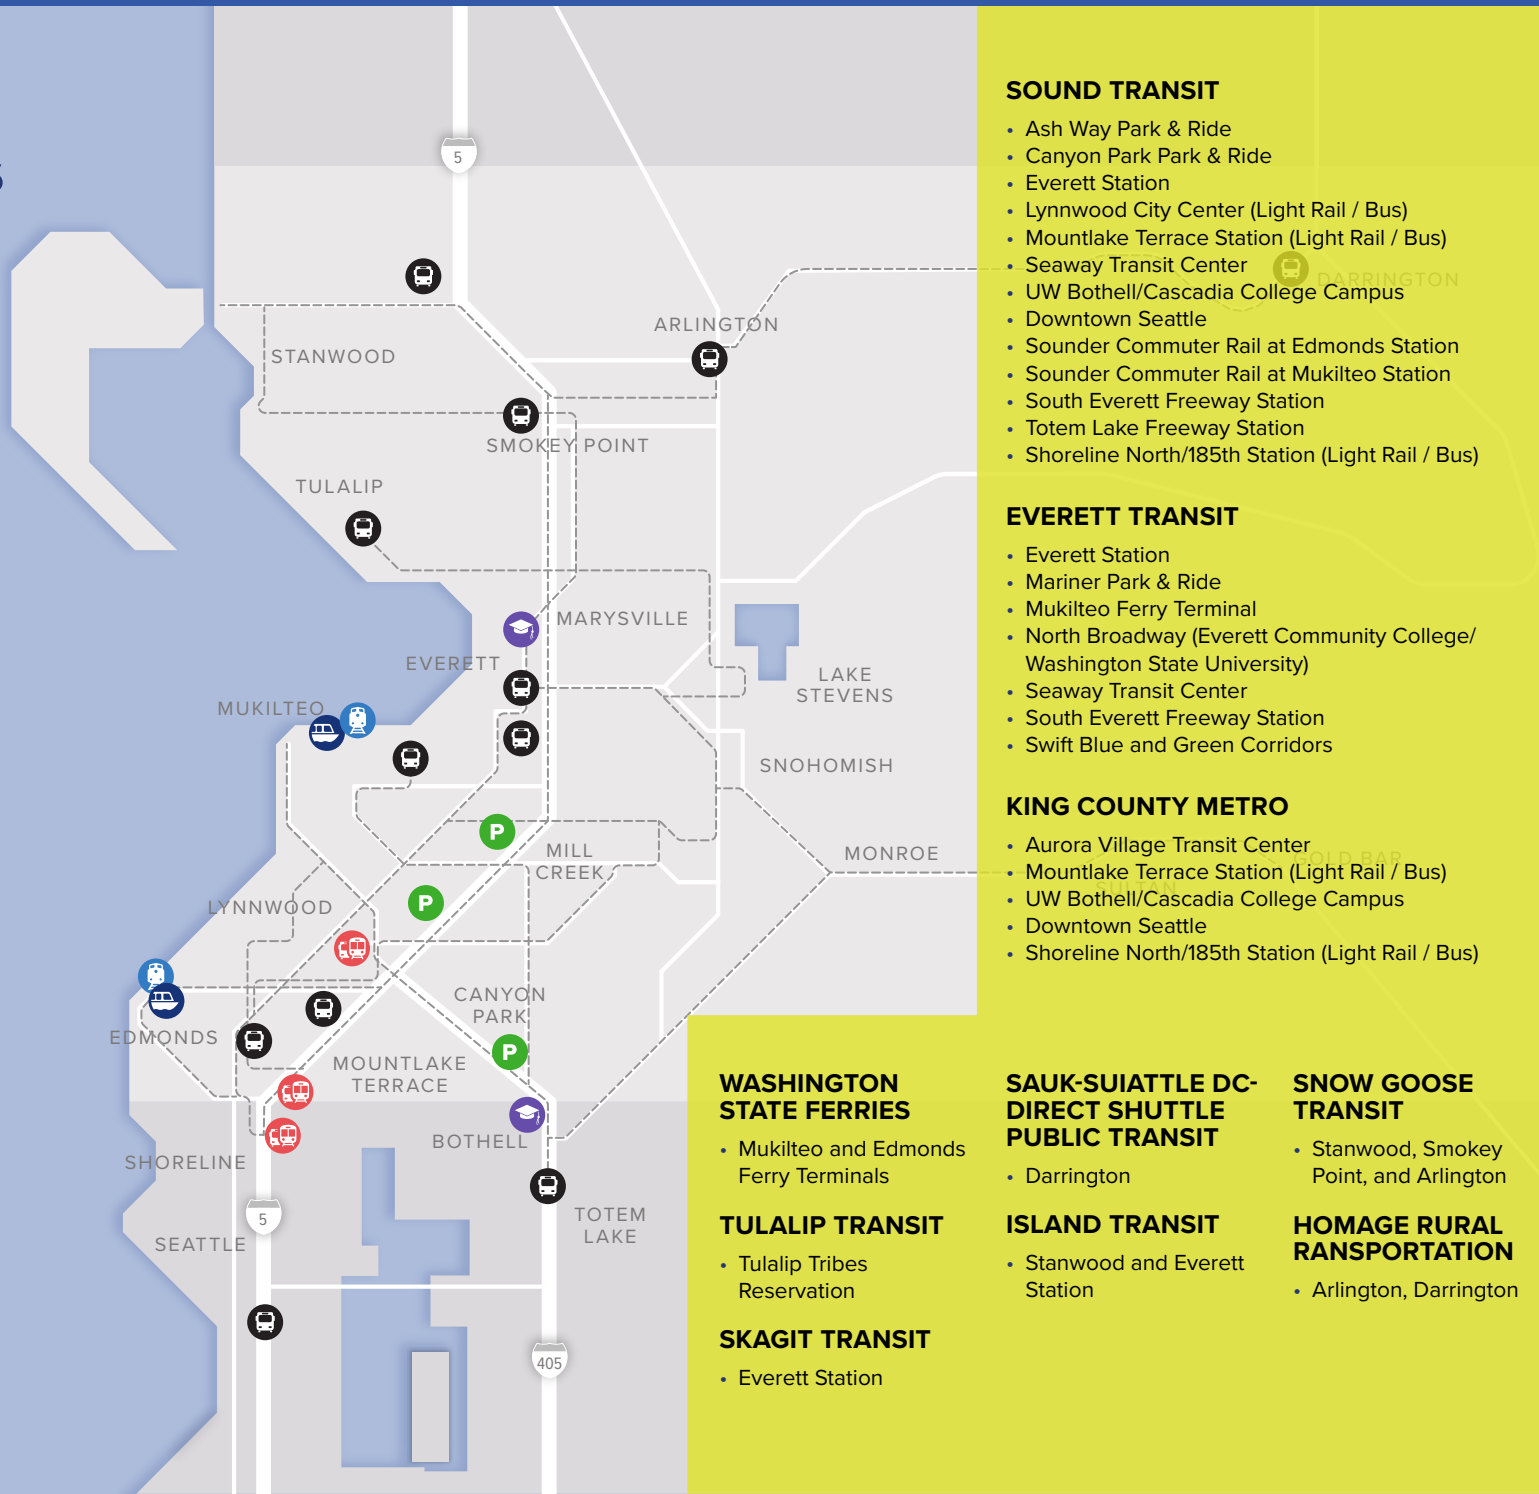 S
5
STANWOOD
ARLINGTON
SMOKEY POINT
TULALIP
MARYSVILLE
EVERETT
LAKE
STEVENS
MUKILTEO
SNOHOMISH
P
MILL
CREEK
MONROE
P
LYNNWOOD
CANYON
PARK
EDMONDS
P
MOUNTLAKE
TERRACE
BOTHELL
SHORELINE
5
TOTEM
LAKE
SEATTLE
405
DARRINGTON
GOLD BAR
SULTAN
SOUND TRANSIT
• Ash Way Park & Ride
• Canyon Park Park & Ride
• Everett Station
• Lynnwood City Center (Light Rail / Bus)
• Mountlake Terrace Station (Light Rail / Bus)
• Seaway Transit Center
• UW Bothell/Cascadia College Campus
• Downtown Seattle
• Sounder Commuter Rail at Edmonds Station
• Sounder Commuter Rail at Mukilteo Station
• South Everett Freeway Station
• Totem Lake Freeway Station
• Shoreline North/185th Station (Light Rail / Bus)
EVERETT TRANSIT
• Everett Station
• Mariner Park & Ride
• Mukilteo Ferry Terminal
• North Broadway (Everett Community College/
Washington State University)
• Seaway Transit Center
• South Everett Freeway Station
• Swift Blue and Green Corridors
KING COUNTY METRO
• Aurora Village Transit Center
• Mountlake Terrace Station (Light Rail / Bus)
• UW Bothell/Cascadia College Campus
• Downtown Seattle
• Shoreline North/185th Station (Light Rail / Bus)
WASHINGTON
STATE FERRIES
• Mukilteo and Edmonds
Ferry Terminals
TULALIP TRANSIT
• Tulalip Tribes
Reservation
SKAGIT TRANSIT
• Everett Station
SAUK-SUIATTLE DC-
DIRECT SHUTTLE
PUBLIC TRANSIT
• Darrington
ISLAND TRANSIT
• Stanwood and Everett
Station
SNOW GOOSE
TRANSIT
• Stanwood, Smokey
Point, and Arlington
HOMAGE RURAL
RANSPORTATION
• Arlington, Darrington